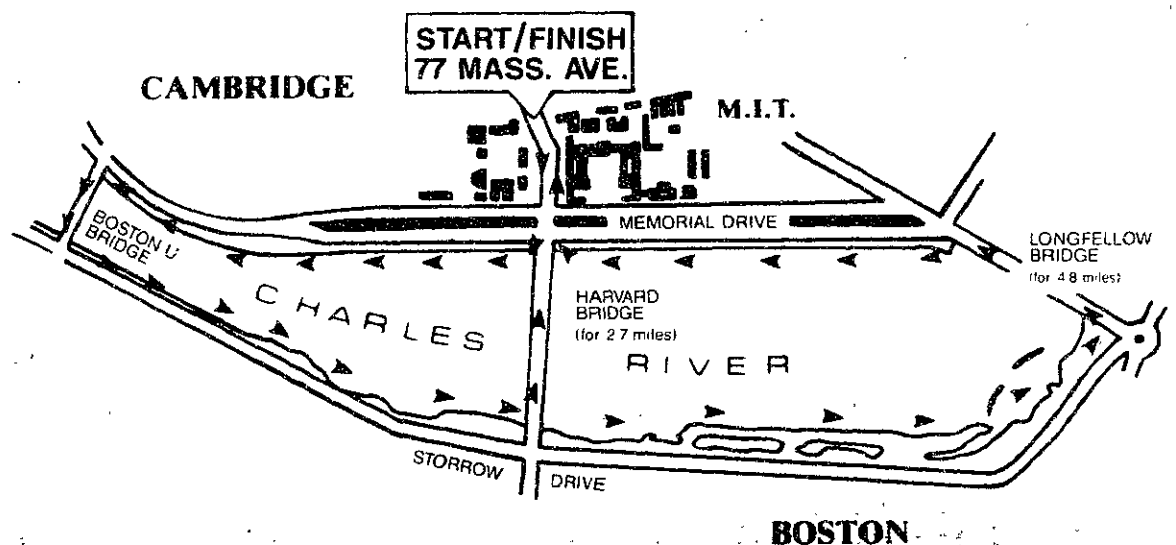 START/FINISH
77 MASS. AVE.
CAMBRIDGE
M.I.T.
MEMORIAL DRIVE
BOSTON U
BRIDGE
LONGFELLOW
BRIDGE
(for 4.8 miles)
HARVARD
BRIDGE
(for 2.7 miles)
CHARLES
RIVER
STORROW
DRIVE
BOSTON